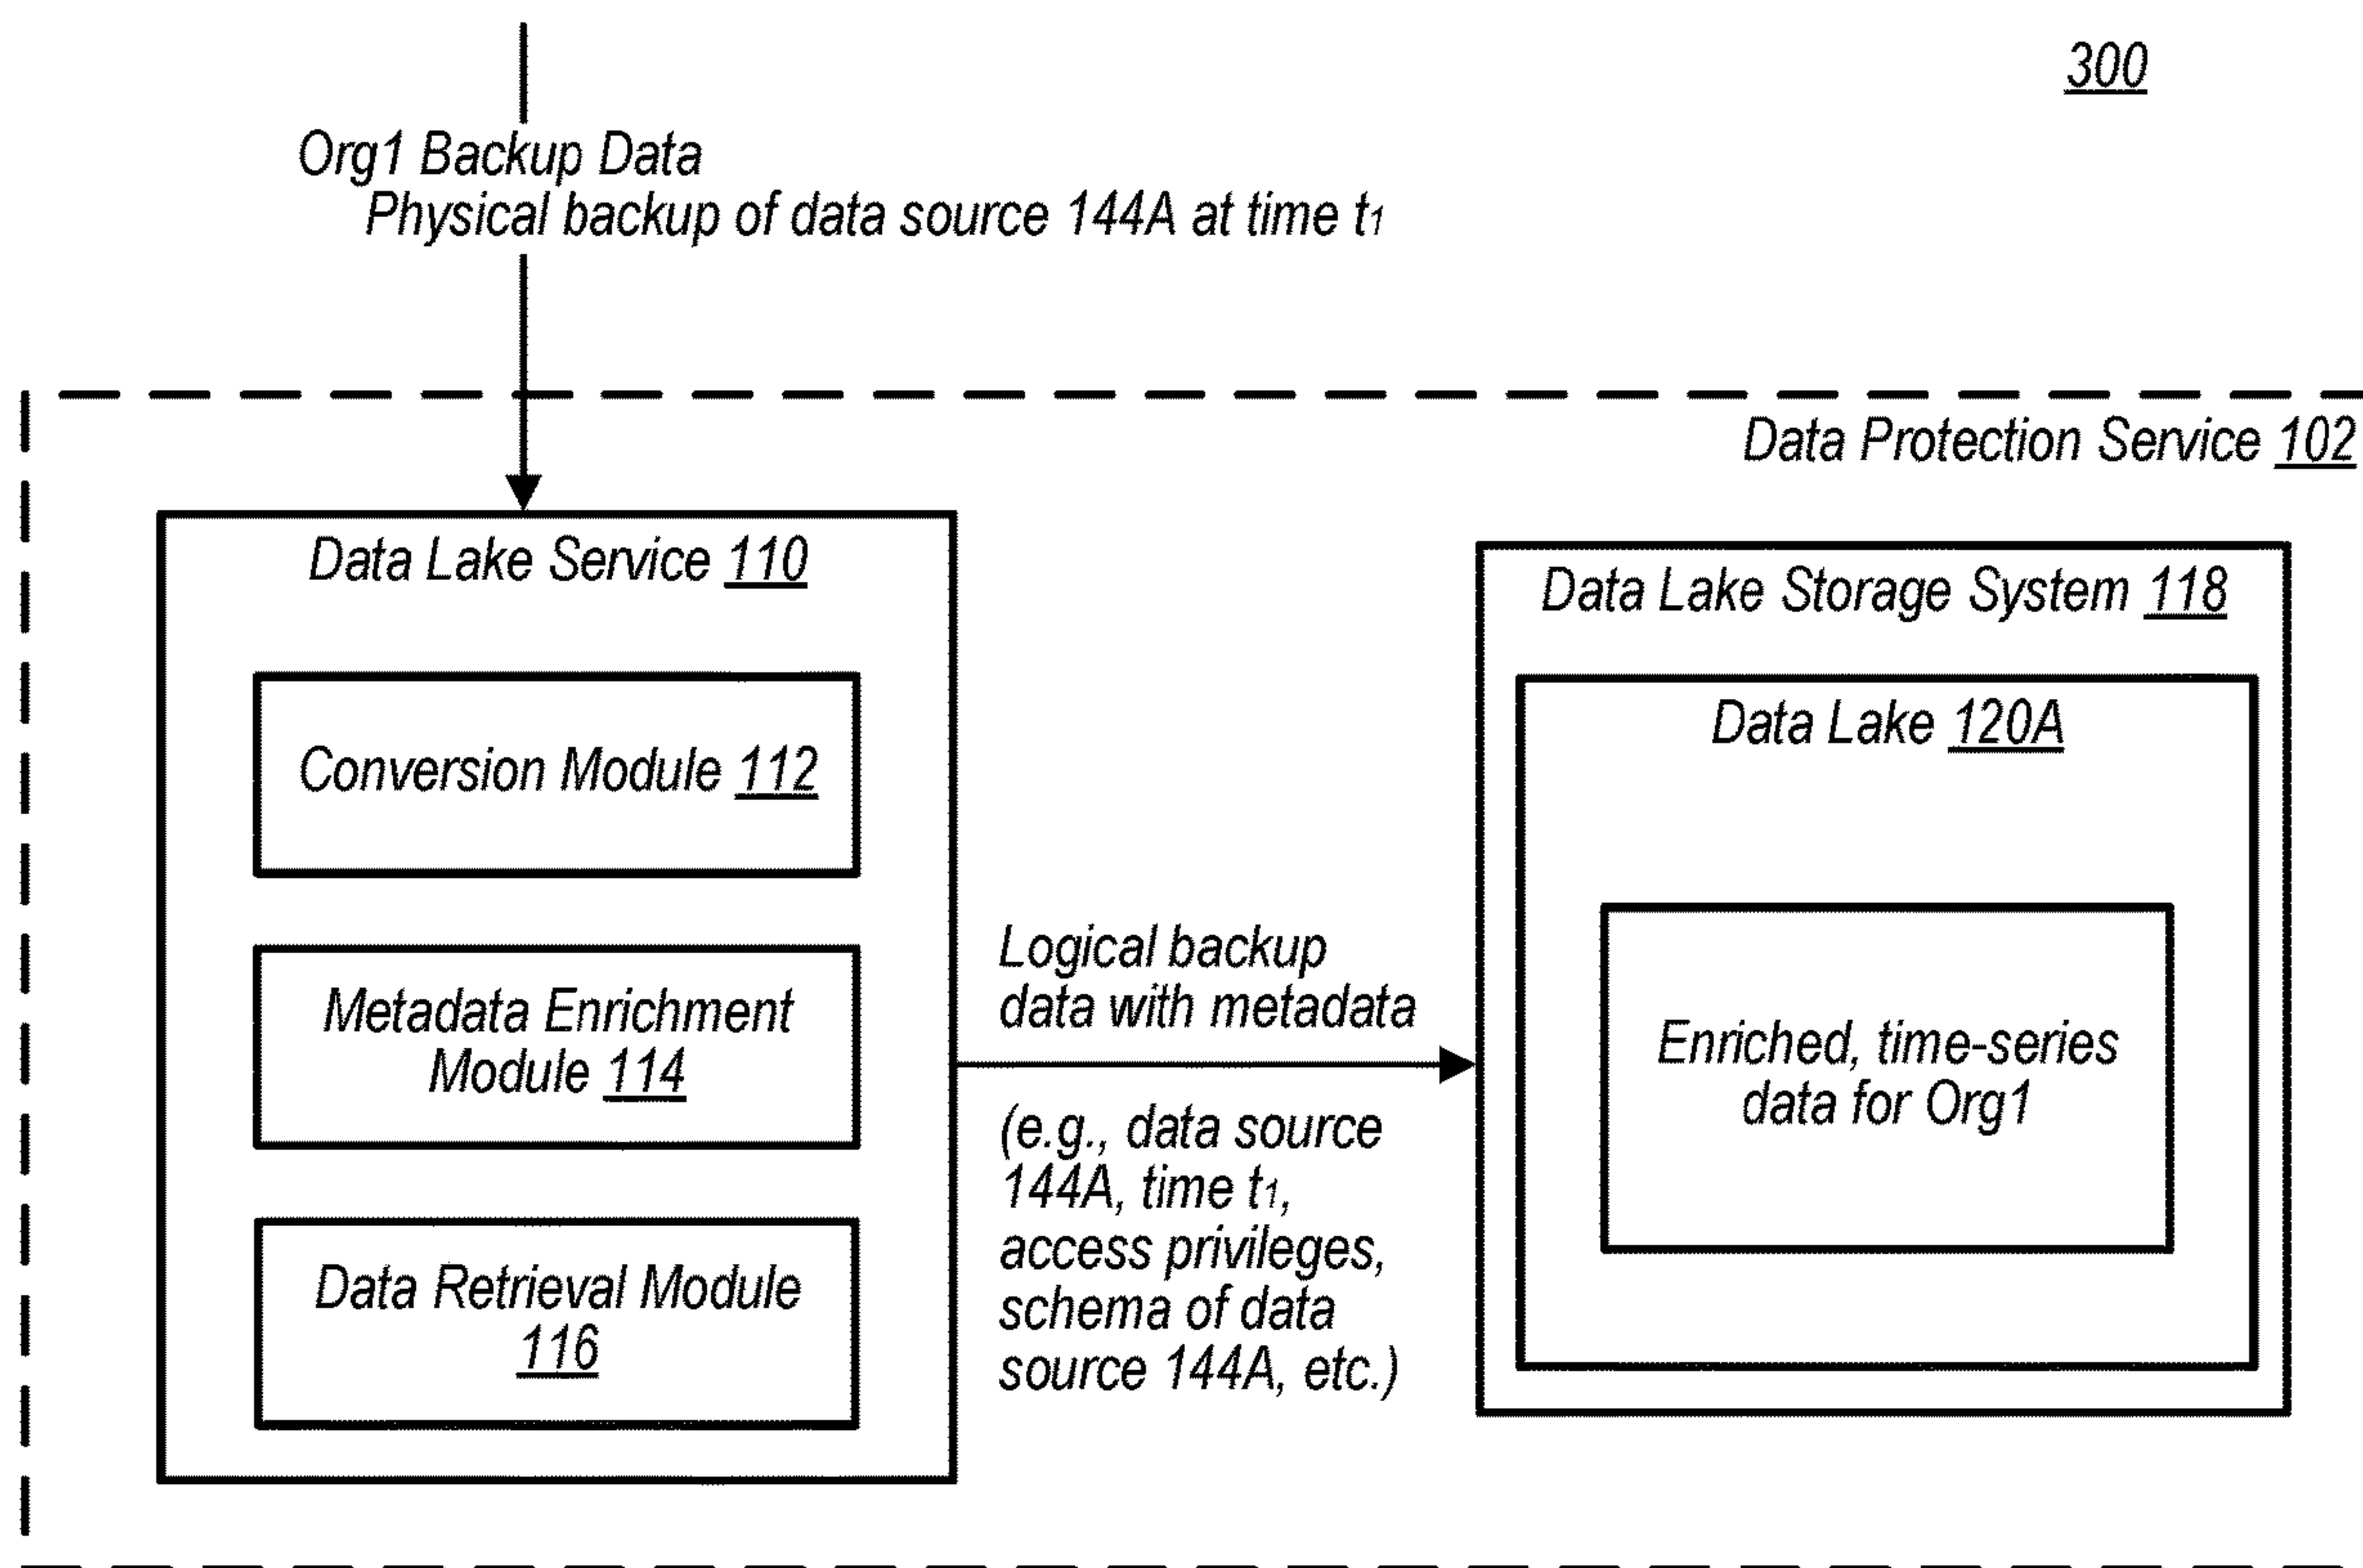 300
Org1 Backup Data
Physical backup of data source 144A at time t1
Data Protection Service 102
Data Lake Service 110
Conversion Module 112
Metadata Enrichment
Module 114
Data Retrieval Module
116
Logical backup
data with metadata
(e.g., data source
144A, time t1,
access privileges,
schema of data
source 144A, etc.)
Data Lake Storage System 118
Data Lake 120A
Enriched, time-series
data for Org1